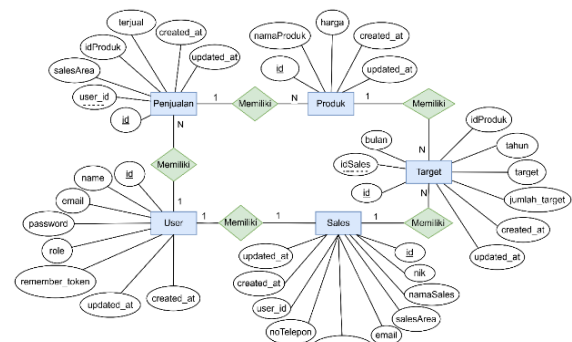 terjual
harga
idProduk
created_at
namaProduk
created_at
salesArea
updated_at
id
updated_at
user_id
Penjualan
1
Memiliki
N
Produk
1
Memiliki
id
N
N
idProduk
bulan
tahun
Memiliki
idSales
Target
target
name
id
id
N
jumlah_target
email
1
created_at
password
User
1
Memiliki
1
Sales
1
Memiliki
updated_at
role
updated_at
id
remember_token
created_at
nik
updated_at
created_at
user_id
namaSales
noTelepon
salesArea
email